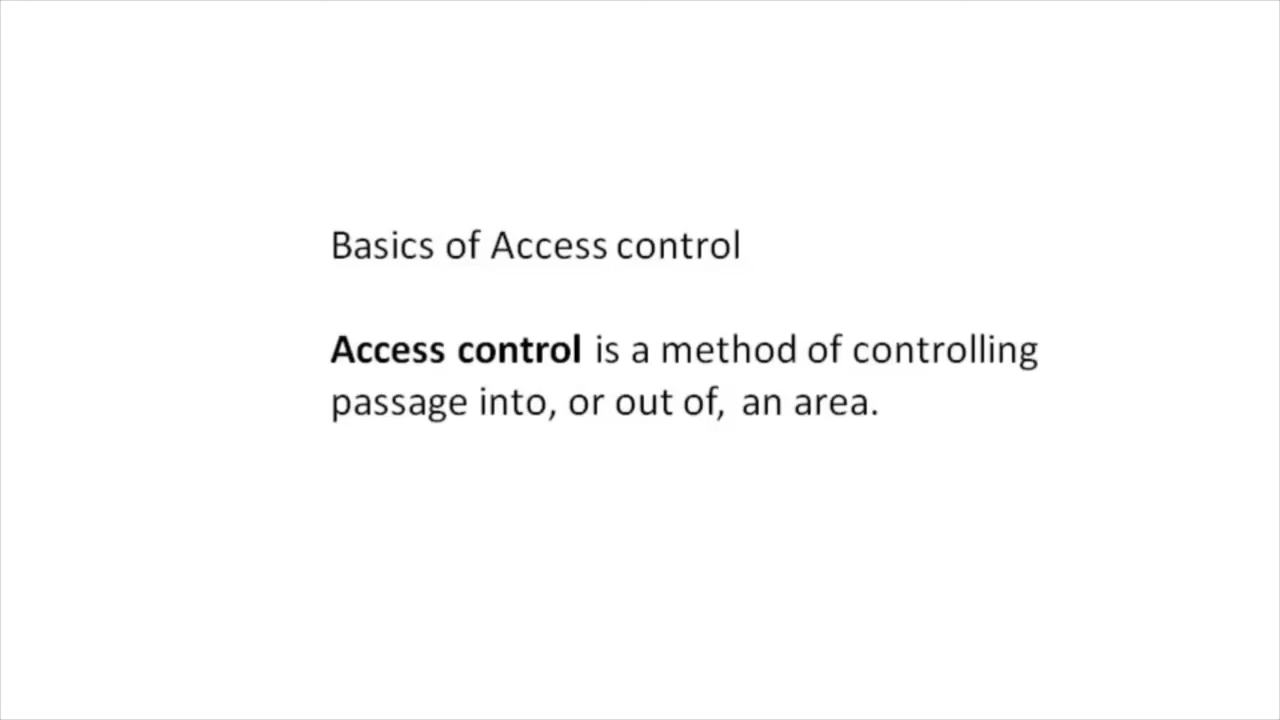 Basics of Access control
Access control is a method of controlling
passage into, or out of, an area.